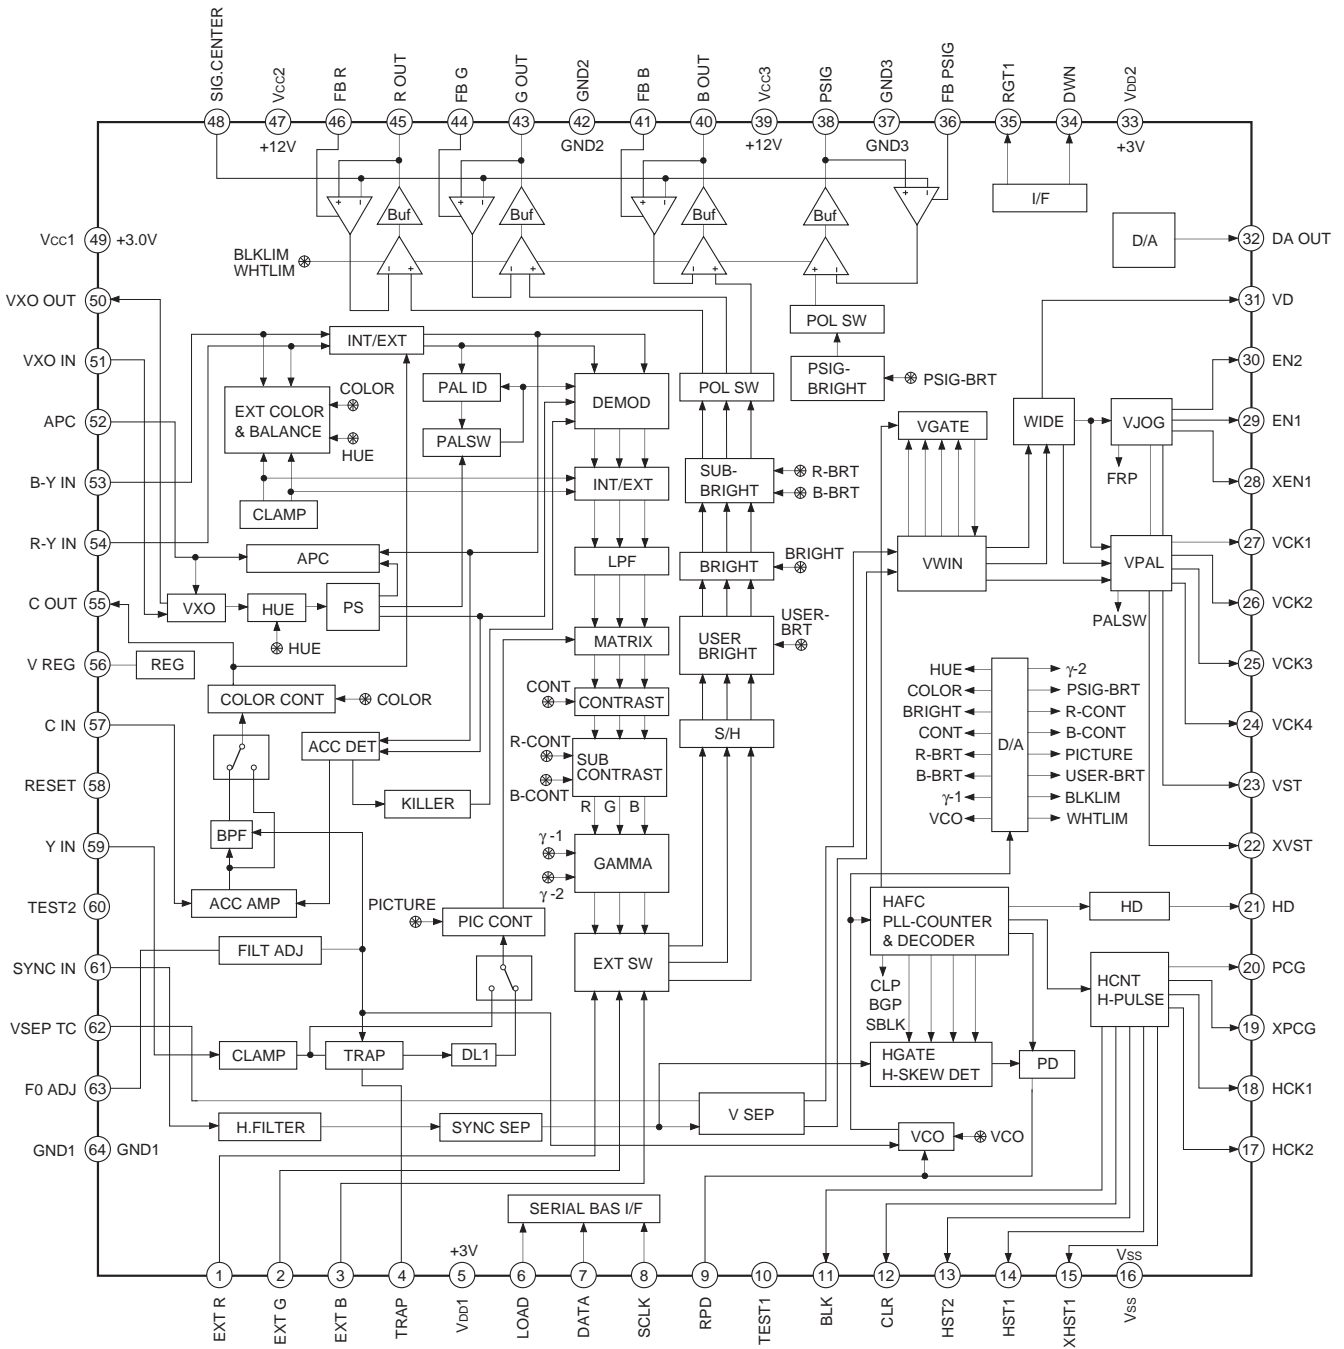 SIG.CENTER
Vcc2
FB R
R OUT
FB G
G OUT
GND2
FB B
B OUT
Vcc3
PSIG
GND3
FB PSIG
RGT1
DWN
VDD2
48 47 46 45 44 43 42 41 40 39 38 37 36 35 34 33
+12V GND2 +12V GND3 +3V
Buf Buf Buf Buf
I/F
D/A
Vcc1 49 +3.0V
32 DA OUT
BLKLIM
WHTLIM
VXO OUT 50
31 VD
POL SW
VXO IN 51
INT/EXT
30 EN2
PSIG-
BRIGHT
PSIG-BRT
COLOR
PAL ID
DEMOD
POL SW
EXT COLOR
& BALANCE
APC 52
PALSW
HUE
VGATE
WIDE
VJOG
29 EN1
B-Y IN 53
INT/EXT
SUB-
BRIGHT
R-BRT
B-BRT
FRP
28 XEN1
CLAMP
R-Y IN 54
APC
LPF
BRIGHT
BRIGHT
VWIN
VPAL
27 VCK1
C OUT 55
VXO
HUE
PS
HUE
26 VCK2
PALSW
MATRIX
USER
BRIGHT
USER-
BRT
V REG 56
REG
25 VCK3
COLOR CONT
COLOR
CONT
CONTRAST
C IN 57
ACC DET
R-CONT
SUB
CONTRAST
B-CONT
S/H
24 VCK4
HUE
COLOR
BRIGHT
CONT
R-BRT
B-BRT
γ-1
VCO
D/A
γ-2
PSIG-BRT
R-CONT
B-CONT
PICTURE
USER-BRT
BLKLIM
WHTLIM
RESET 58
KILLER
23 VST
R G B
Y IN 59
BPF
γ-1
γ-2
GAMMA
22 XVST
TEST2 60
ACC AMP
PICTURE
PIC CONT
HAFC
PLL-COUNTER
& DECODER
HD
21 HD
FILT ADJ
EXT SW
SYNC IN 61
CLP
BGP
SBLK
HCNT
H-PULSE
20 PCG
VSEP TC 62
19 XPCG
CLAMP
TRAP
DL1
HGATE
H-SKEW DET
PD
F0 ADJ 63
18 HCK1
H.FILTER
SYNC SEP
V SEP
VCO
VCO
GND1 64 GND1
17 HCK2
SERIAL BAS I/F
+3V
Vss
1 2 3 4 5 6 7 8 9 10 11 12 13 14 15 16
EXT R
EXT G
EXT B
TRAP
VDD1
LOAD
DATA
SCLK
RPD
TEST1
BLK
CLR
HST2
HST1
XHST1
Vss